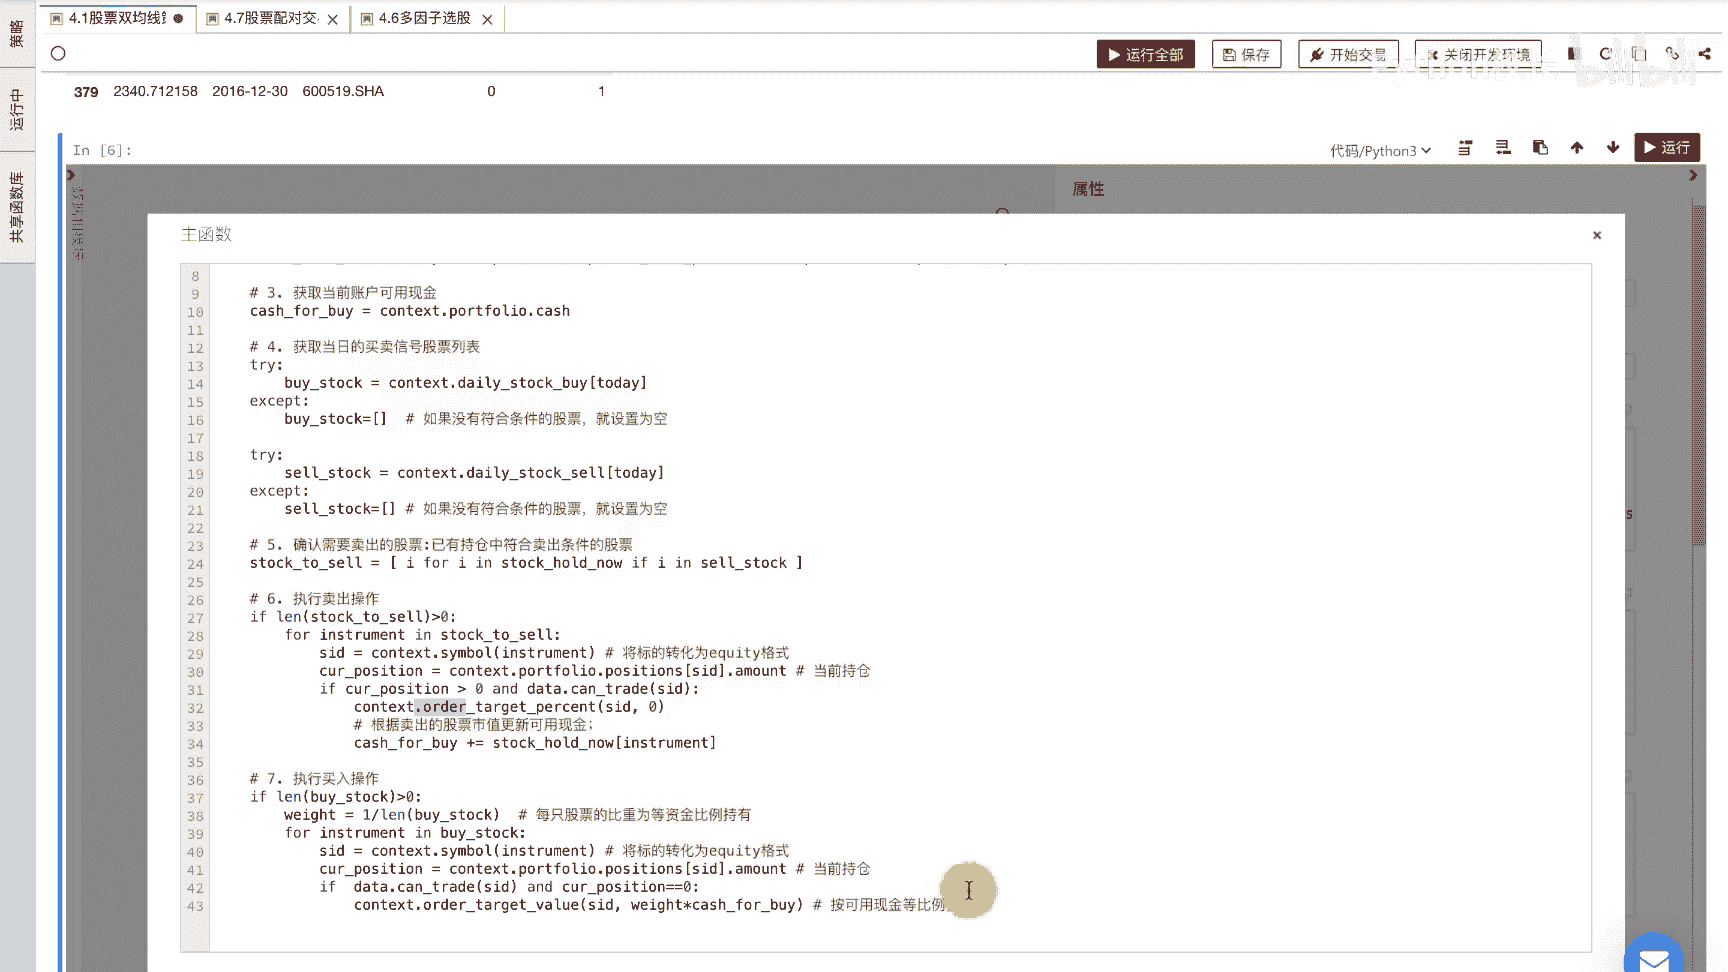 策略
运行中
共享函数库
4.1股票双均线策
4.7股票配对交
4.6多因子选股
运行全部
保存
开始交易
关闭开发环境
bilibili
379 2340.712158 2016-12-30 600519.SHA 0 1
In [6]:
代码/Python3
运行
属性
主函数
8
9 # 3. 获取当前账户可用现金
10 cash_for_buy = context.portfolio.cash
11
12 # 4. 获取当日的买卖信号股票列表
13 try:
14 buy_stock = context.daily_stock_buy[today]
15 except:
16 buy_stock=[] # 如果没有符合条件的股票，就设置为空
17
18 try:
19 sell_stock = context.daily_stock_sell[today]
20 except:
21 sell_stock=[] # 如果没有符合条件的股票，就设置为空
22
23 # 5. 确认需要卖出的股票:已有持仓中符合卖出条件的股票
24 stock_to_sell = [ i for i in stock_hold_now if i in sell_stock ]
25
26 # 6. 执行卖出操作
27 if len(stock_to_sell)>0:
28 for instrument in stock_to_sell:
29 sid = context.symbol(instrument) # 将标的转化为equity格式
30 cur_position = context.portfolio.positions[sid].amount # 当前持仓
31 if cur_position > 0 and data.can_trade(sid):
32 context.order_target_percent(sid, 0)
33 # 根据卖出的股票市值更新可用现金;
34 cash_for_buy += stock_hold_now[instrument]
35
36 # 7. 执行买入操作
37 if len(buy_stock)>0:
38 weight = 1/len(buy_stock) # 每只股票的比重为等资金比例持有
39 for instrument in buy_stock:
40 sid = context.symbol(instrument) # 将标的转化为equity格式
41 cur_position = context.portfolio.positions[sid].amount # 当前持仓
42 if data.can_trade(sid) and cur_position==0:
43 context.order_target_value(sid, weight*cash_for_buy) # 按可用现金等比例